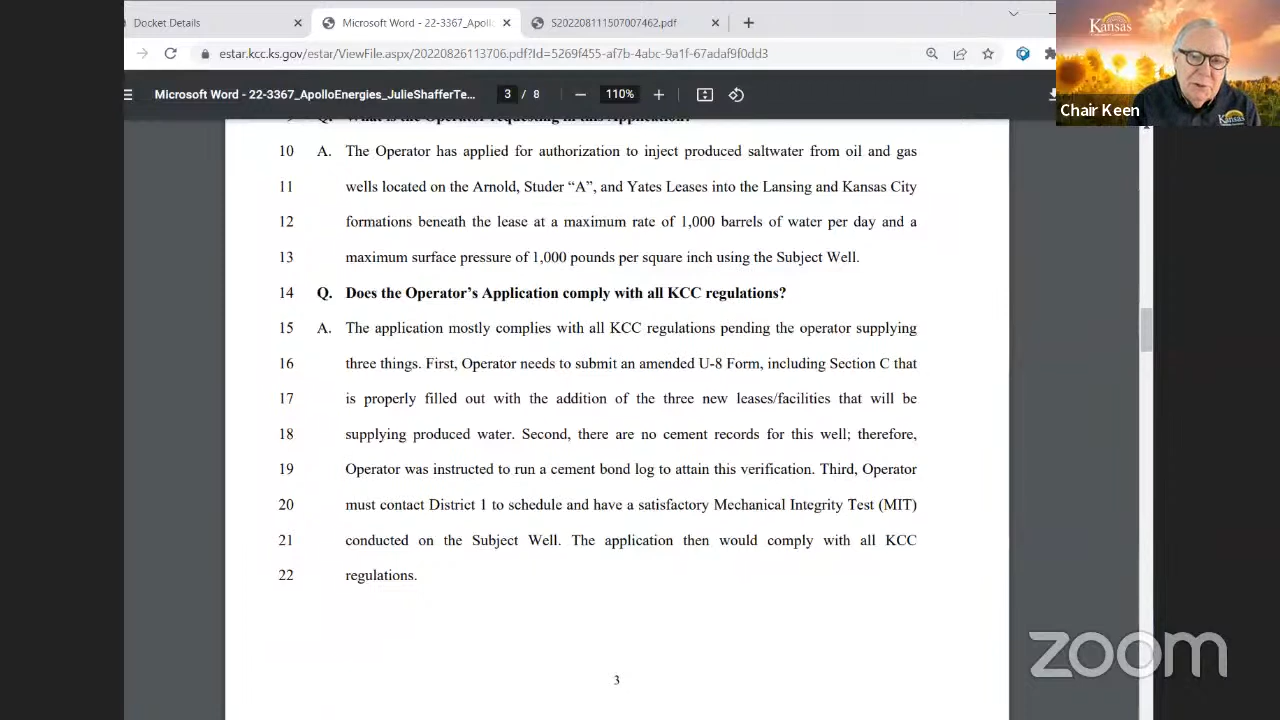 Docket Details
Microsoft Word - 22-3367_Apollo
S202208111507007462.pdf
estar.kcc.ks.gov/estar/ViewFile.aspx/20220826113706.pdf?Id=5269f455-af7b-4abc-9a1f-67adaf9f0dd3
Kansas
Kansas
Chair Keen
Microsoft Word - 22-3367_ApolloEnergies_JulieShafferTe...
3 / 8
110%
9 Q. What is the Operator requesting in this Application?
10 A. The Operator has applied for authorization to inject produced saltwater from oil and gas
11 wells located on the Arnold, Studer “A”, and Yates Leases into the Lansing and Kansas City
12 formations beneath the lease at a maximum rate of 1,000 barrels of water per day and a
13 maximum surface pressure of 1,000 pounds per square inch using the Subject Well.
14 Q. Does the Operator’s Application comply with all KCC regulations?
15 A. The application mostly complies with all KCC regulations pending the operator supplying
16 three things. First, Operator needs to submit an amended U-8 Form, including Section C that
17 is properly filled out with the addition of the three new leases/facilities that will be
18 supplying produced water. Second, there are no cement records for this well; therefore,
19 Operator was instructed to run a cement bond log to attain this verification. Third, Operator
20 must contact District 1 to schedule and have a satisfactory Mechanical Integrity Test (MIT)
21 conducted on the Subject Well. The application then would comply with all KCC
22 regulations.
3
zoom